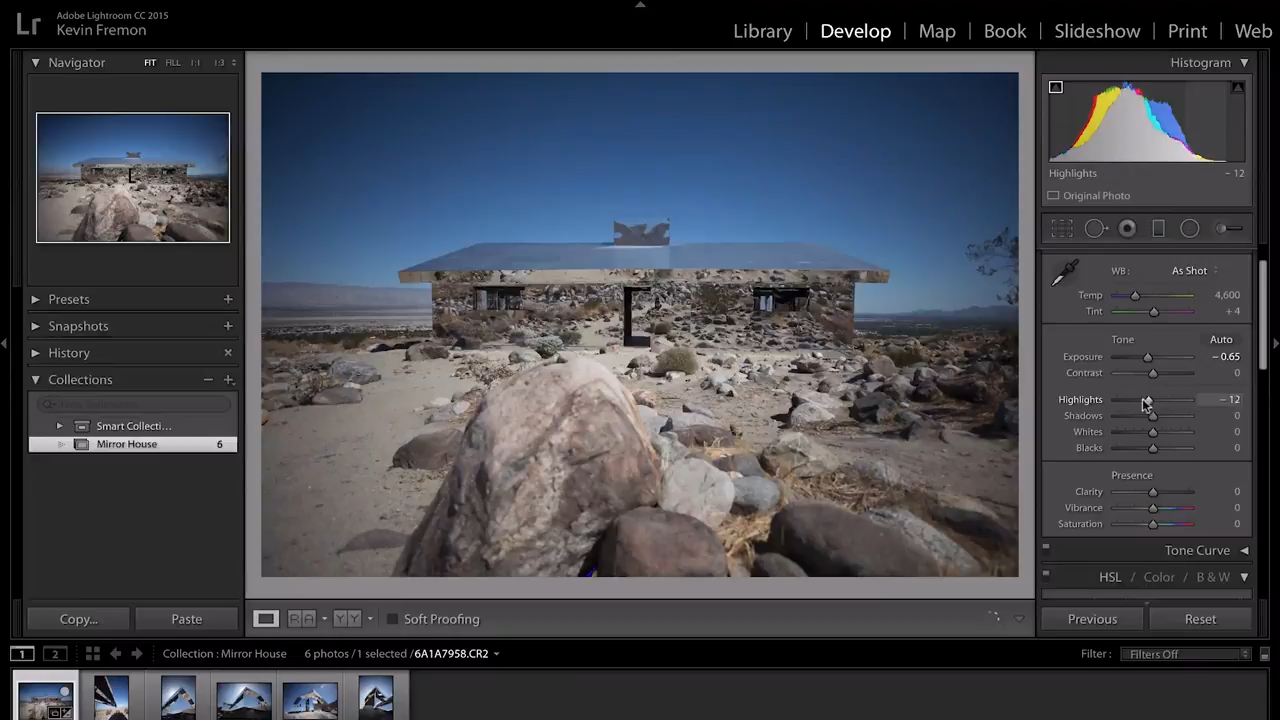 Lr
Adobe Lightroom CC 2015
Kevin Fremon
Library
Develop
Map
Book
Slideshow
Print
Web
Navigator
FIT
FILL
1:1
1:3
Presets
Snapshots
History
Collections
Smart Collecti...
Mirror House 6
Copy...
Paste
Soft Proofing
Histogram
Highlights - 12
Original Photo
WB: As Shot
Temp 4,600
Tint + 4
Tone Auto
Exposure - 0.65
Contrast 0
Highlights - 12
Shadows 0
Whites 0
Blacks 0
Presence
Clarity 0
Vibrance 0
Saturation 0
Tone Curve
HSL / Color / B & W
Previous
Reset
1
2
Collection : Mirror House
6 photos / 1 selected / 6A1A7958.CR2
Filter : Filters Off